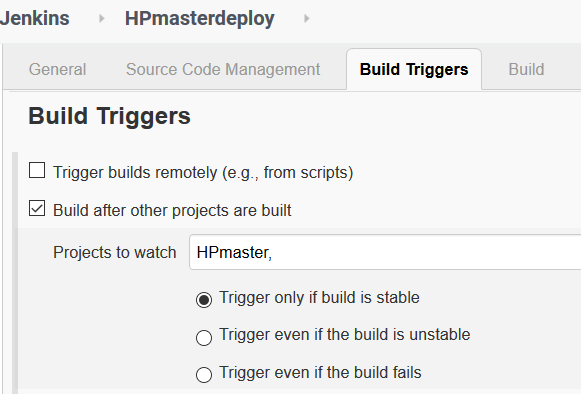 Jenkins HPmasterdeploy
General Source Code Management Build Triggers Build
Build Triggers
Trigger builds remotely (e.g., from scripts)
Build after other projects are built
Projects to watch HPmaster,
Trigger only if build is stable
Trigger even if the build is unstable
Trigger even if the build fails